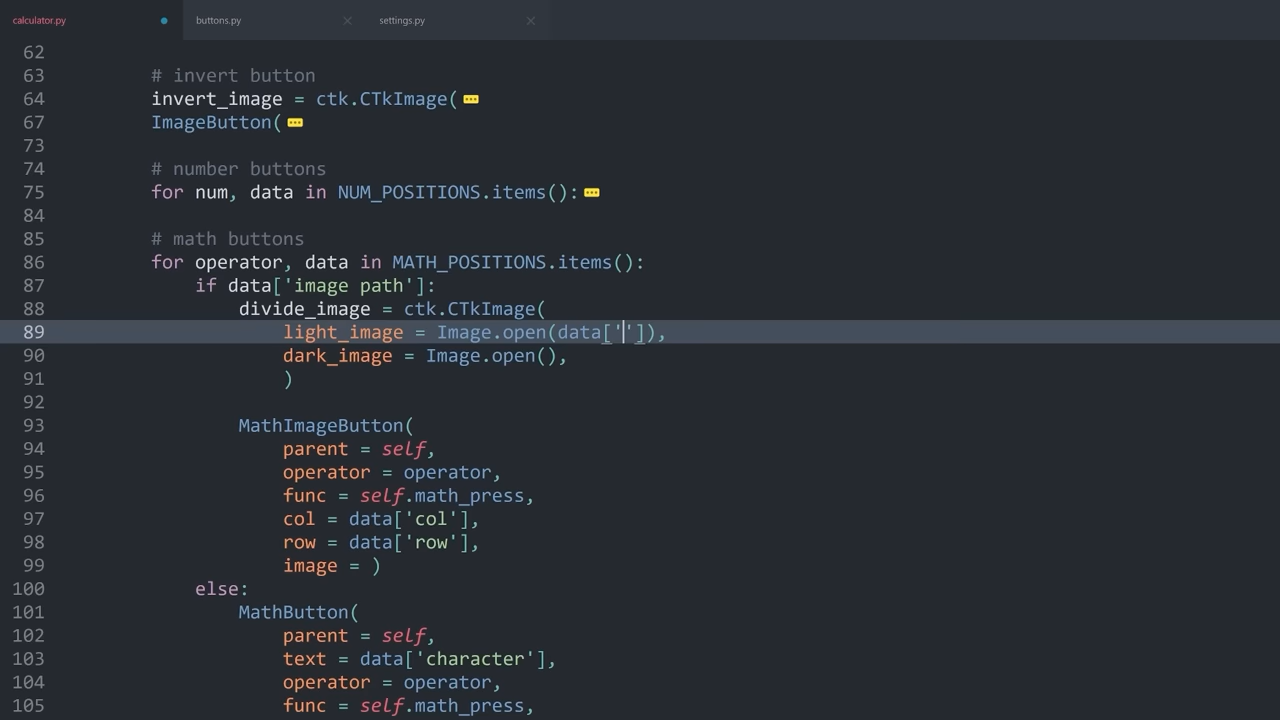 calculator.py buttons.py settings.py
62
63 # invert button
64 invert_image = ctk.CTkImage(
67 ImageButton(
73
74 # number buttons
75 for num, data in NUM_POSITIONS.items():
84
85 # math buttons
86 for operator, data in MATH_POSITIONS.items():
87 if data['image path']:
88 divide_image = ctk.CTkImage(
89 light_image = Image.open(data['']),
90 dark_image = Image.open(),
91 )
92
93 MathImageButton(
94 parent = self,
95 operator = operator,
96 func = self.math_press,
97 col = data['col'],
98 row = data['row'],
99 image = )
100 else:
101 MathButton(
102 parent = self,
103 text = data['character'],
104 operator = operator,
105 func = self.math_press,